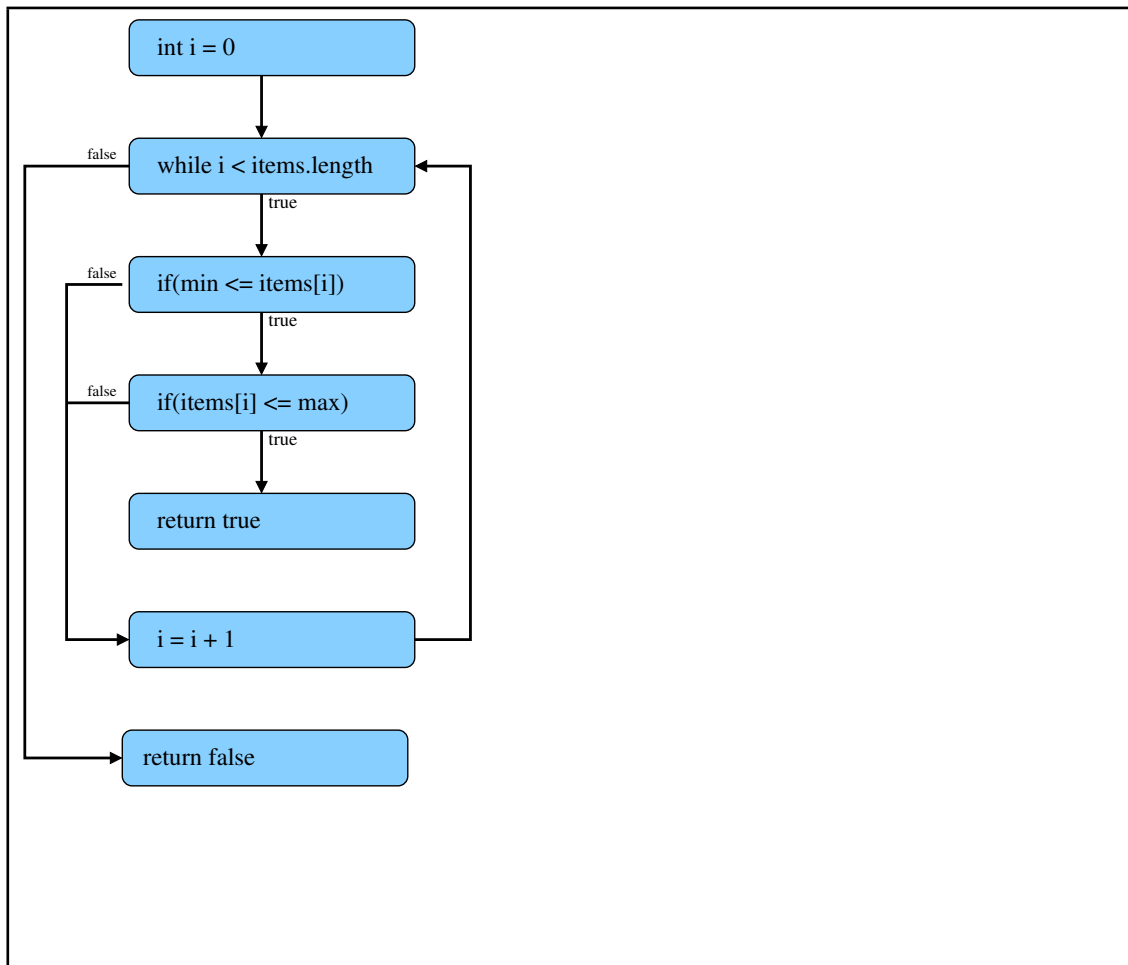 int i = 0
false
while i < items.length
true
false
if(min <= items[i])
true
false
if(items[i] <= max)
true
return true
i = i + 1
return false